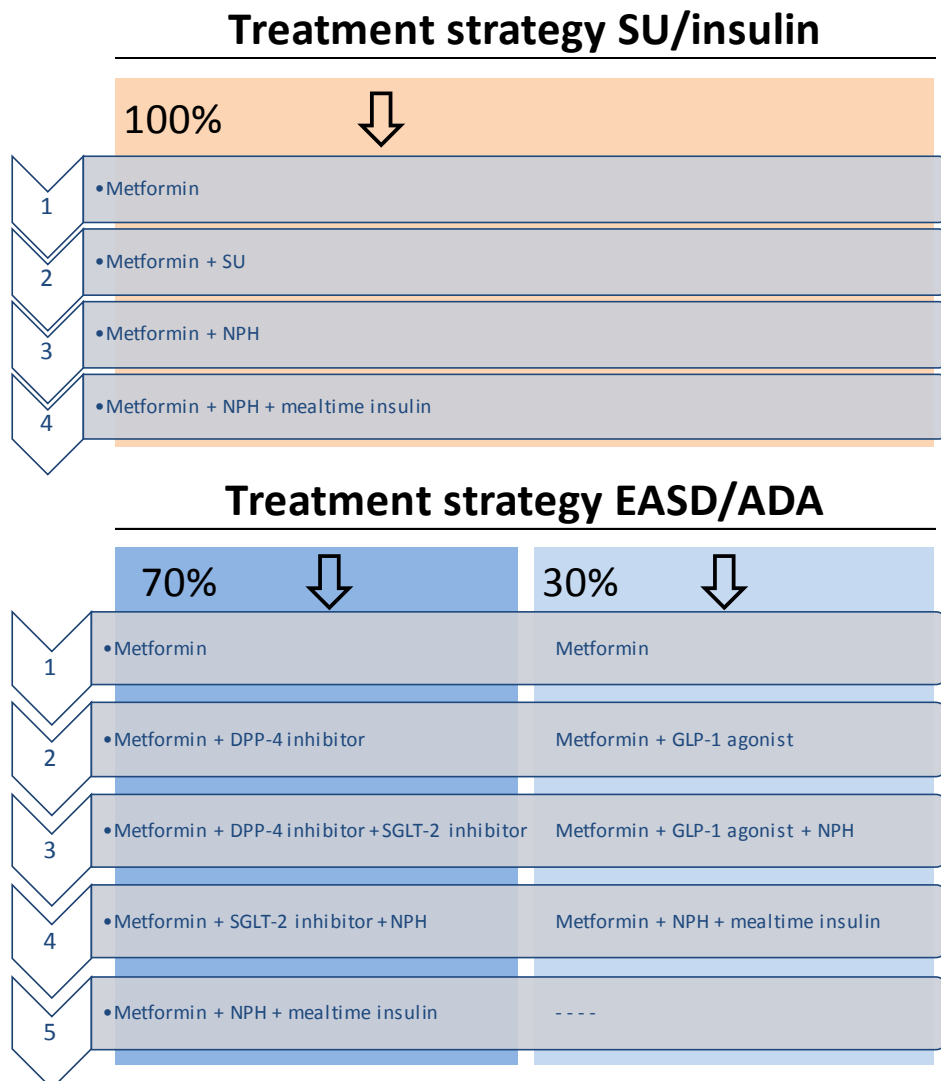 Treatment strategy SU/insulin
100%
1 •Metformin
2 •Metformin + SU
3 •Metformin + NPH
4 •Metformin + NPH + mealtime insulin
Treatment strategy EASD/ADA
70% 30%
1 •Metformin Metformin
2 •Metformin + DPP-4 inhibitor Metformin + GLP-1 agonist
3 •Metformin + DPP-4 inhibitor +SGLT-2 inhibitor Metformin + GLP-1 agonist + NPH
4 •Metformin + SGLT-2 inhibitor +NPH Metformin + NPH + mealtime insulin
5 •Metformin + NPH + mealtime insulin - - - -